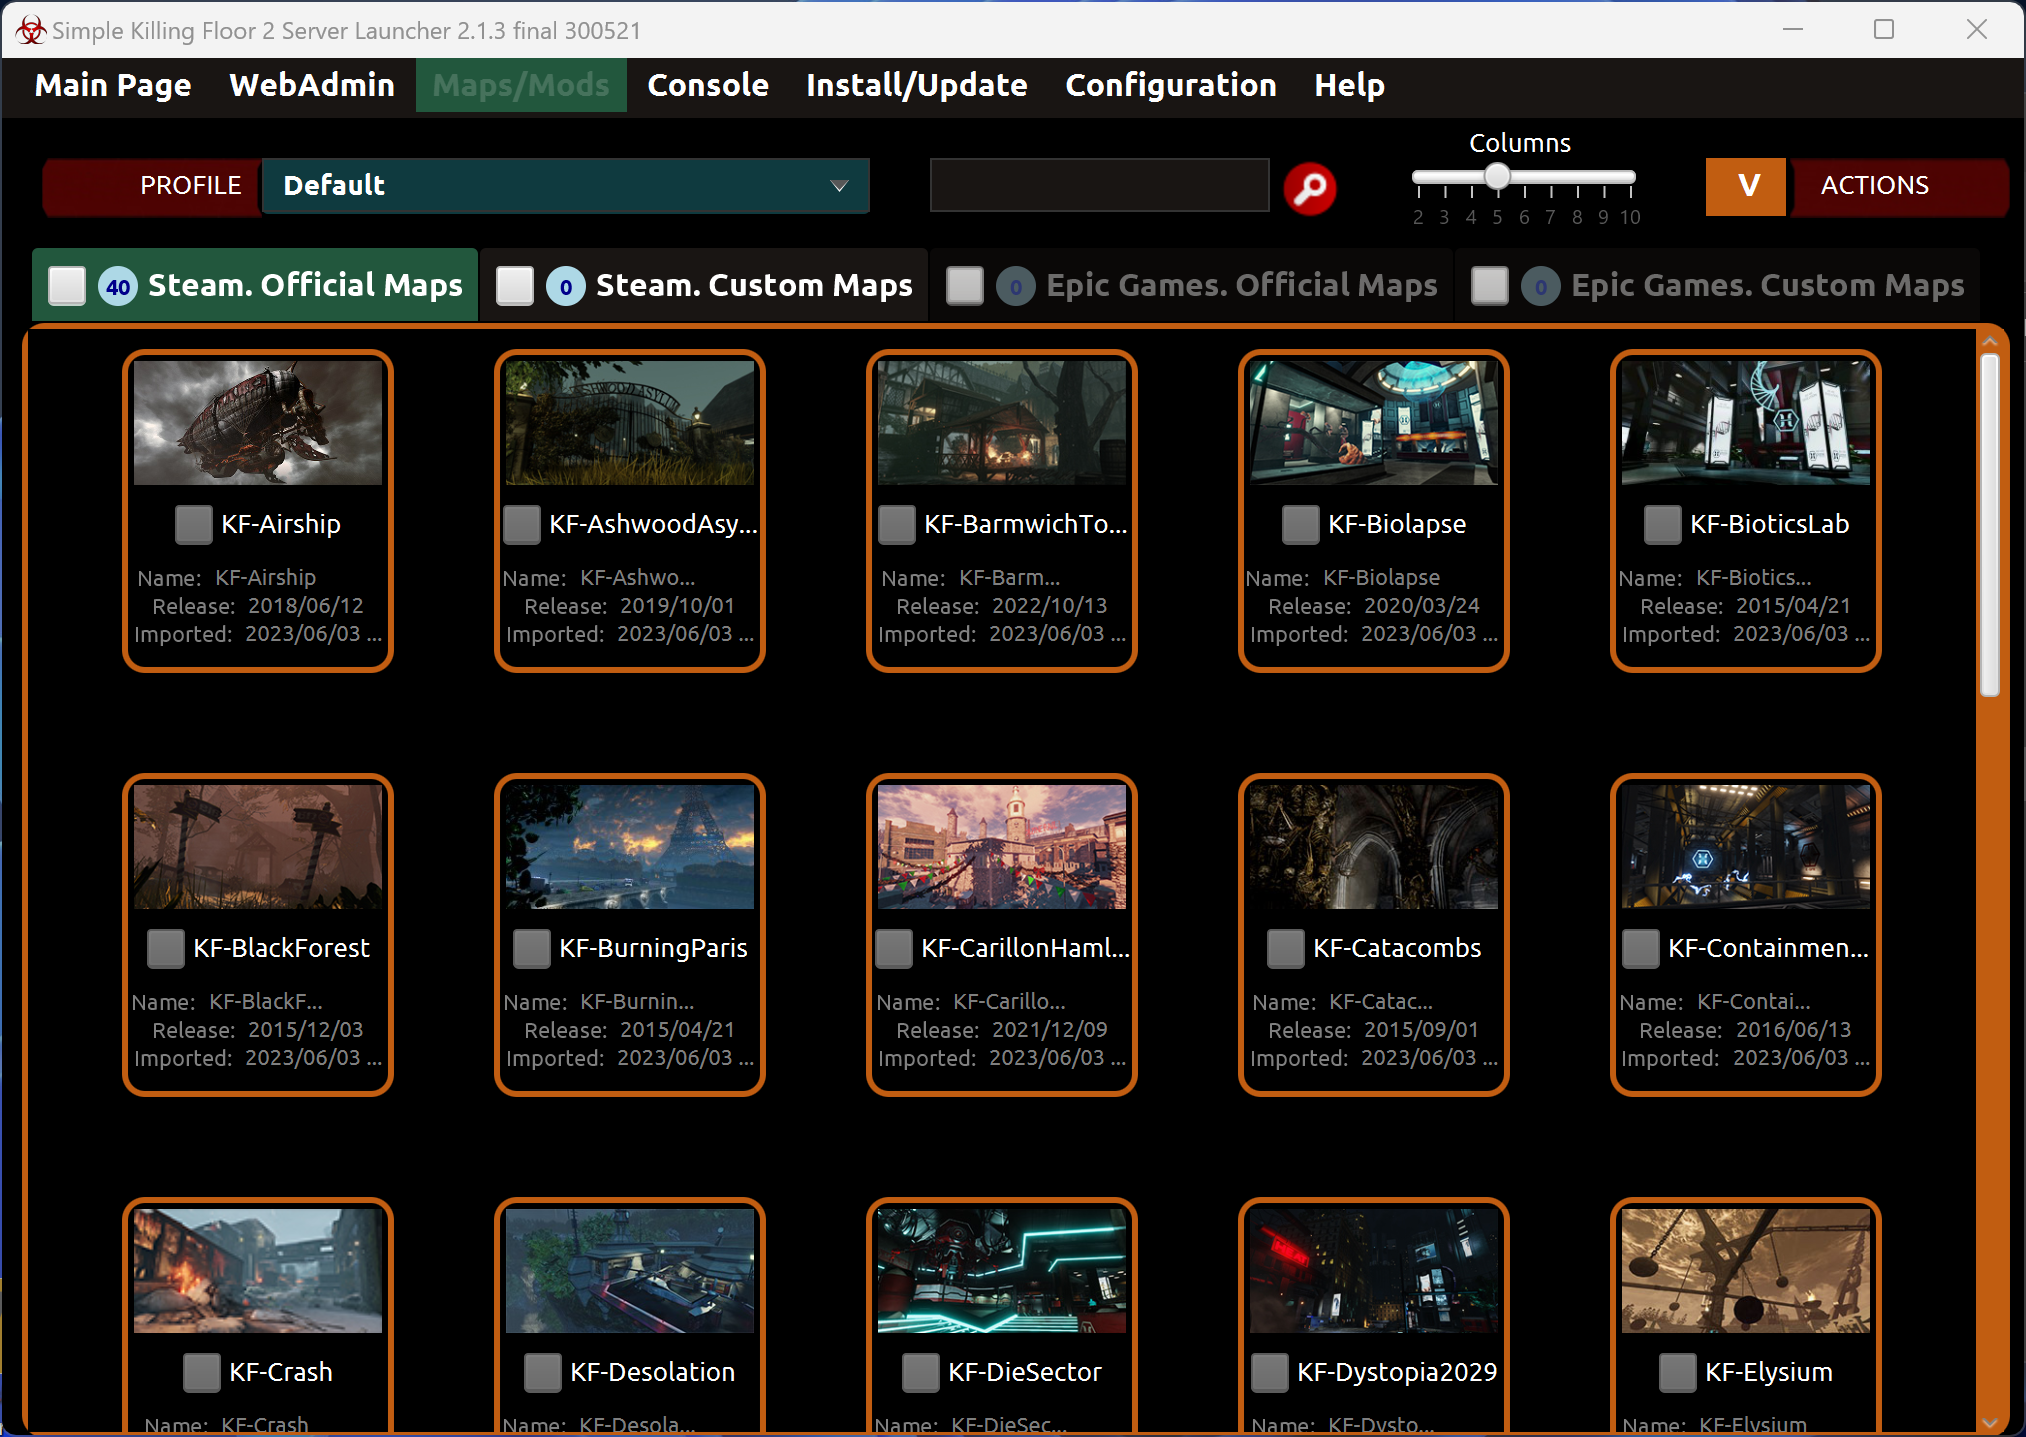 Simple Killing Floor 2 Server Launcher 2.1.3 final 300521
Main Page WebAdmin Maps/Mods Console Install/Update Configuration Help
Columns
PROFILE Default V ACTIONS
2 3 4 5 6 7 8 9 10
40 Steam. Official Maps 0 Steam. Custom Maps 0 Epic Games. Official Maps 0 Epic Games. Custom Maps
KF-Airship KF-AshwoodAsy... KF-BarmwichTo... KF-Biolapse KF-BioticsLab
Name: KF-Airship Name: KF-Ashwo... Name: KF-Barm... Name: KF-Biolapse Name: KF-Biotics...
Release: 2018/06/12 Release: 2019/10/01 Release: 2022/10/13 Release: 2020/03/24 Release: 2015/04/21
Imported: 2023/06/03 ... Imported: 2023/06/03 ... Imported: 2023/06/03 ... Imported: 2023/06/03 ... Imported: 2023/06/03 ...
KF-BlackForest KF-BurningParis KF-CarillonHaml... KF-Catacombs KF-Containmen...
Name: KF-BlackF... Name: KF-Burnin... Name: KF-Carillo... Name: KF-Catac... Name: KF-Contai...
Release: 2015/12/03 Release: 2015/04/21 Release: 2021/12/09 Release: 2015/09/01 Release: 2016/06/13
Imported: 2023/06/03 ... Imported: 2023/06/03 ... Imported: 2023/06/03 ... Imported: 2023/06/03 ... Imported: 2023/06/03 ...
KF-Crash KF-Desolation KF-DieSector KF-Dystopia2029 KF-Elysium
Name: KF-Crash Name: KF-Desola... Name: KF-DieSec... Name: KF-Dysto... Name: KF-Elysium